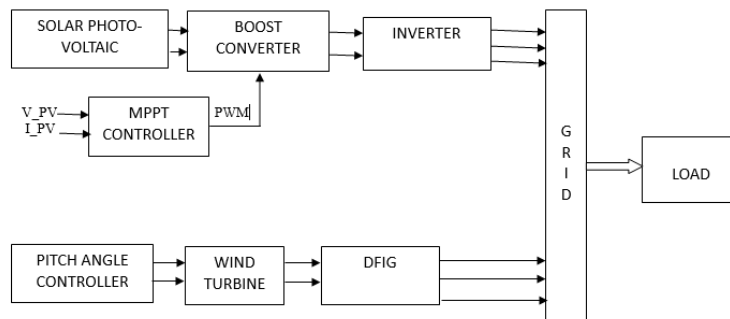 SOLAR PHOTO-
VOLTAIC
BOOST
CONVERTER
INVERTER
V_PV
I_PV
MPPT
CONTROLLER
PWM
G
R
I
D
LOAD
PITCH ANGLE
CONTROLLER
WIND
TURBINE
DFIG